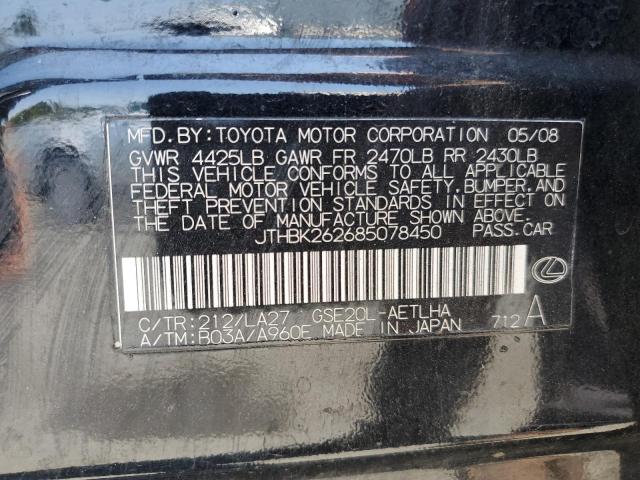 MFD. BY: TOYOTA MOTOR CORPORATION 05/08
GVWR 4425LB GAWR FR 2470LB RR 2430LB
THIS VEHICLE CONFORMS TO ALL APPLICABLE
FEDERAL MOTOR VEHICLE SAFETY, BUMPER, AND
THEFT PREVENTION STANDARDS IN EFFECT ON
THE DATE OF MANUFACTURE SHOWN ABOVE.
JTHBK262685078450 PASS. CAR
C/TR: 212/LA27 GSE20L-AETLHA
A/TM: B03A/A960E MADE IN JAPAN 712 A